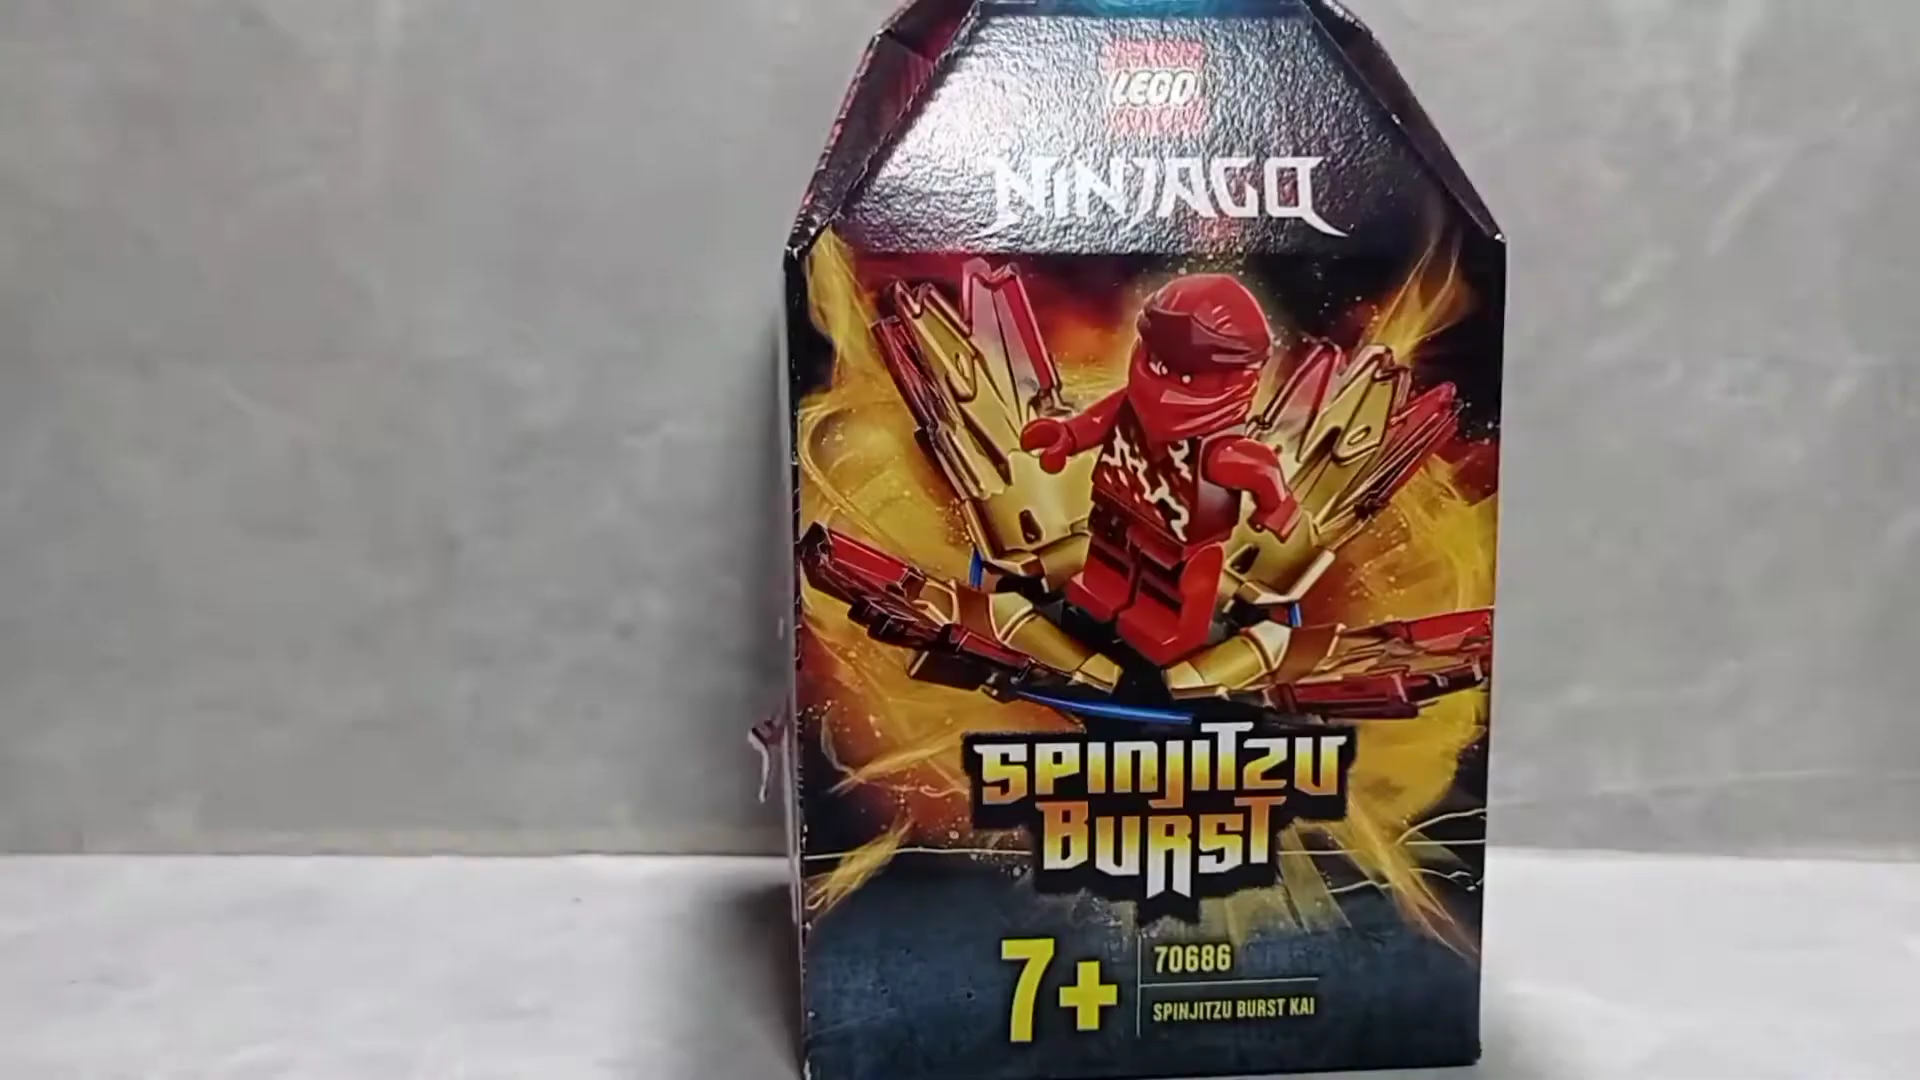 LEGO
NINJAGO
SPINJITZU
BURST
7+
70686
SPINJITZU BURST KAI